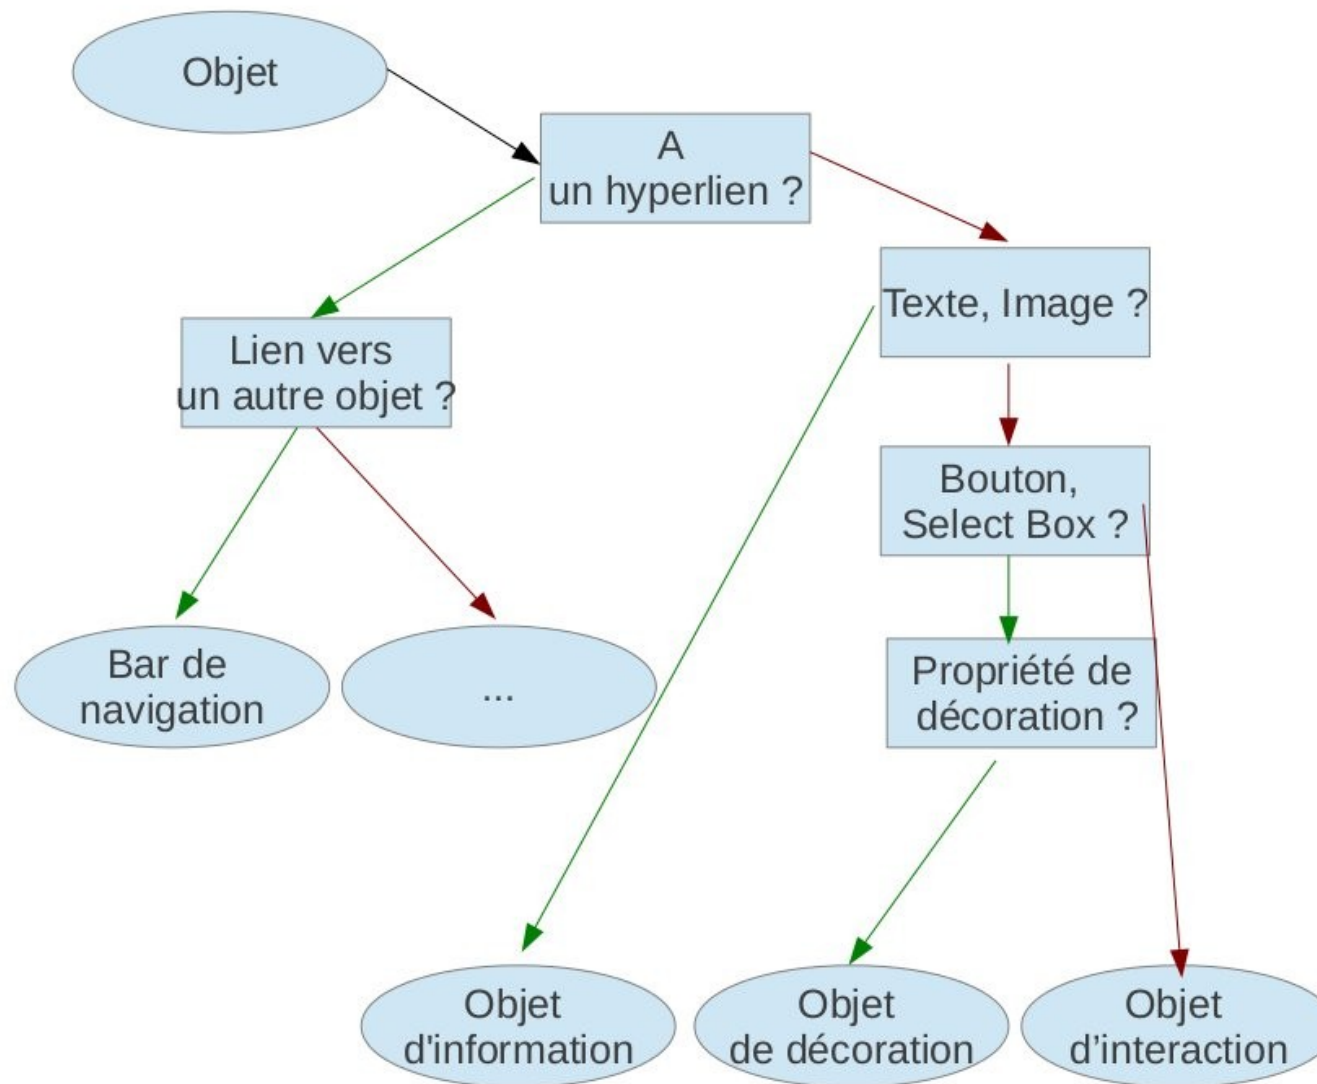 Objet
A
un hyperlien ?
Texte, Image ?
Lien vers
un autre objet ?
Bouton,
Select Box ?
Bar de
navigation
...
Propriété de
décoration ?
Objet
d'information
Objet
de décoration
Objet
d’interaction